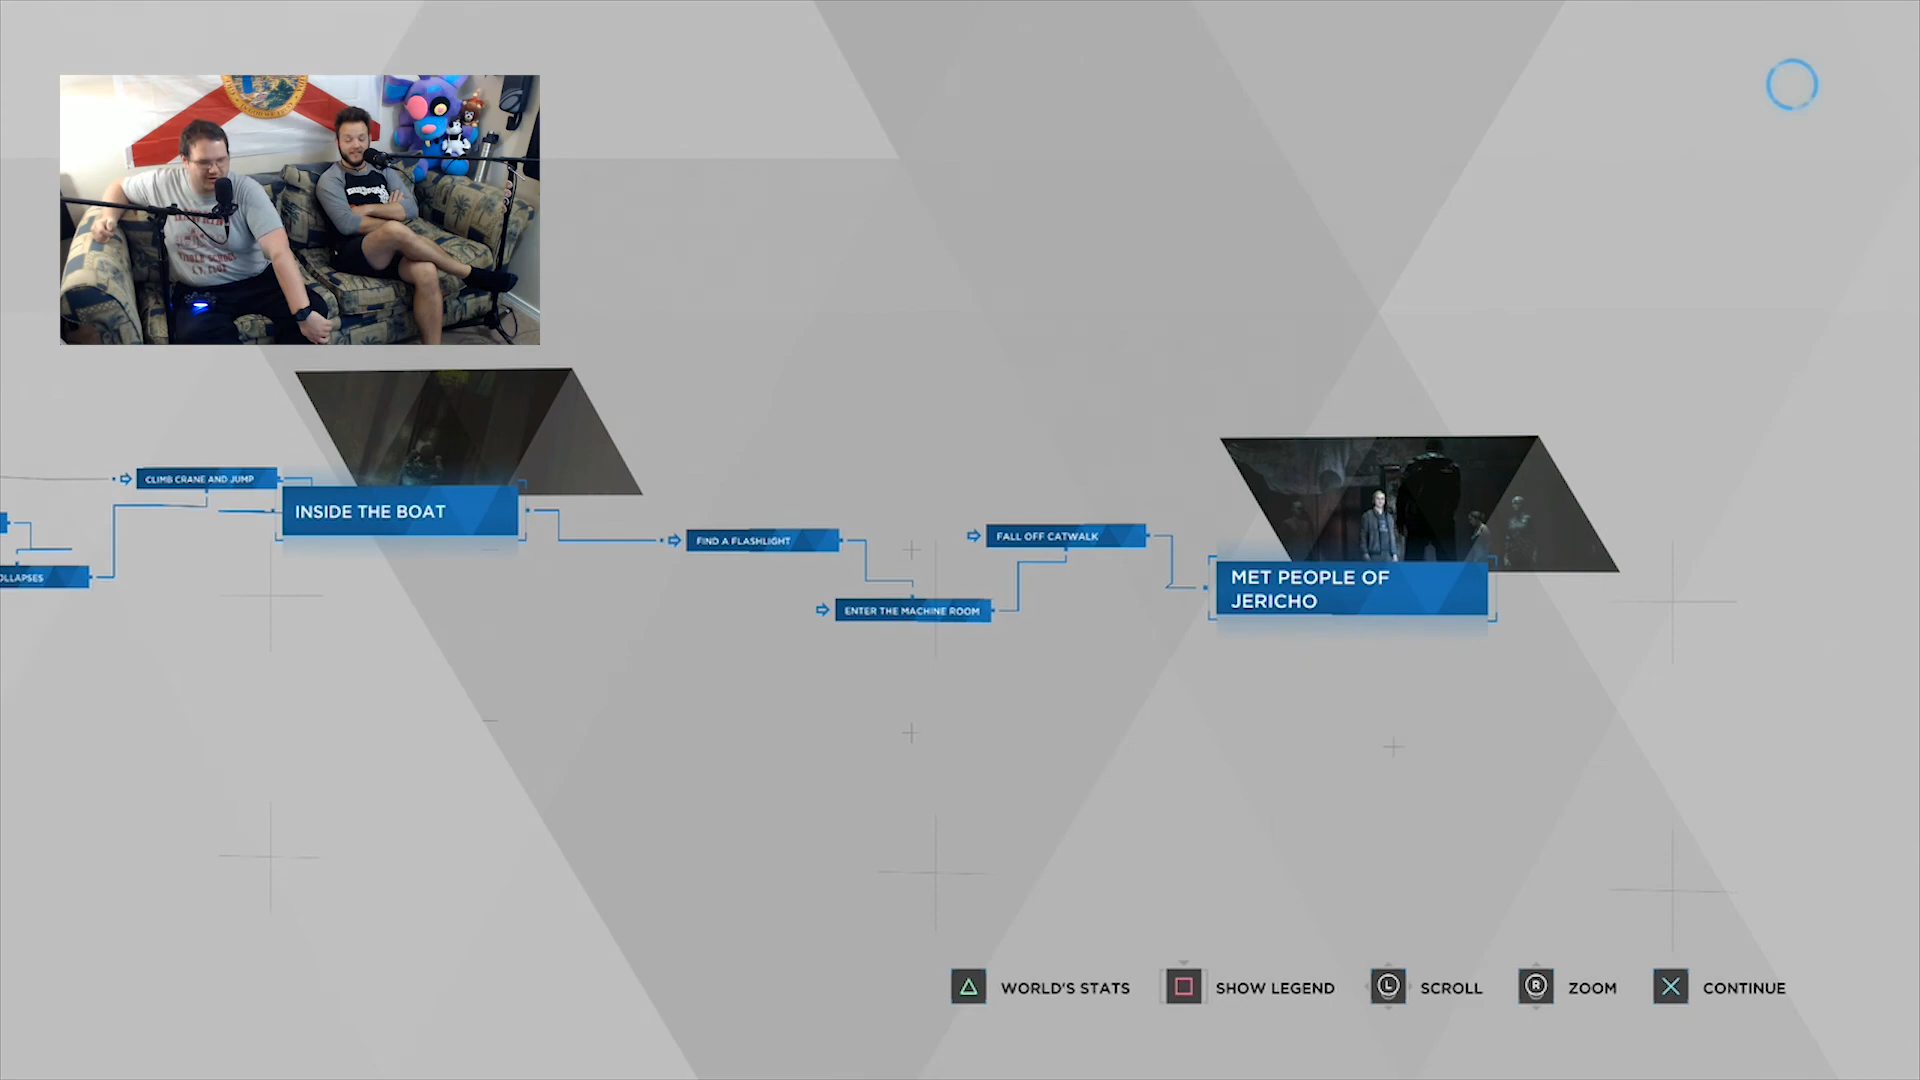 CLIMB CRANE AND JUMP
INSIDE THE BOAT
OLLAPSES
FIND A FLASHLIGHT
FALL OFF CATWALK
ENTER THE MACHINE ROOM
MET PEOPLE OF
JERICHO
WORLD'S STATS
SHOW LEGEND
L
SCROLL
R
ZOOM
CONTINUE